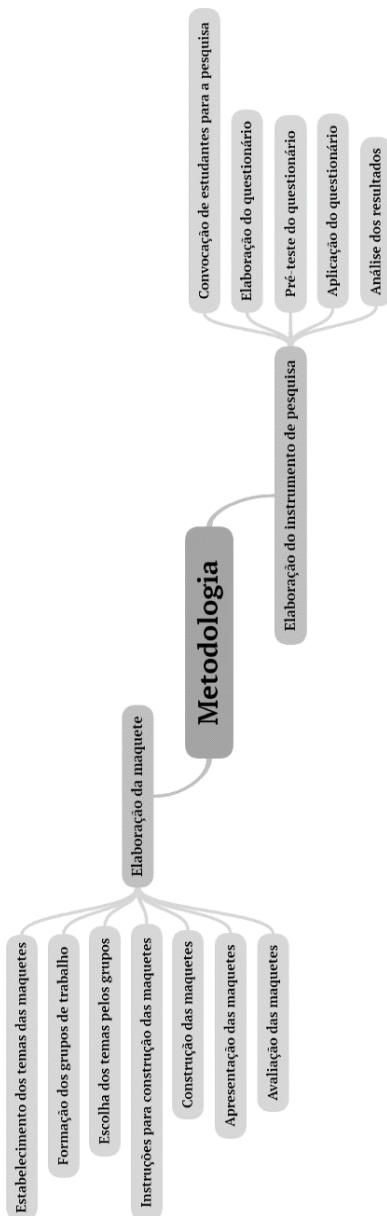 Metodologia
Elaboração da maquete
Estabelecimento dos temas das maquetes
Formação dos grupos de trabalho
Escolha dos temas pelos grupos
Instruções para construção das maquetes
Construção das maquetes
Apresentação das maquetes
Avaliação das maquetes
Elaboração do instrumento de pesquisa
Convocação de estudantes para a pesquisa
Elaboração do questionário
Pré-teste do questionário
Aplicação do questionário
Análise dos resultados